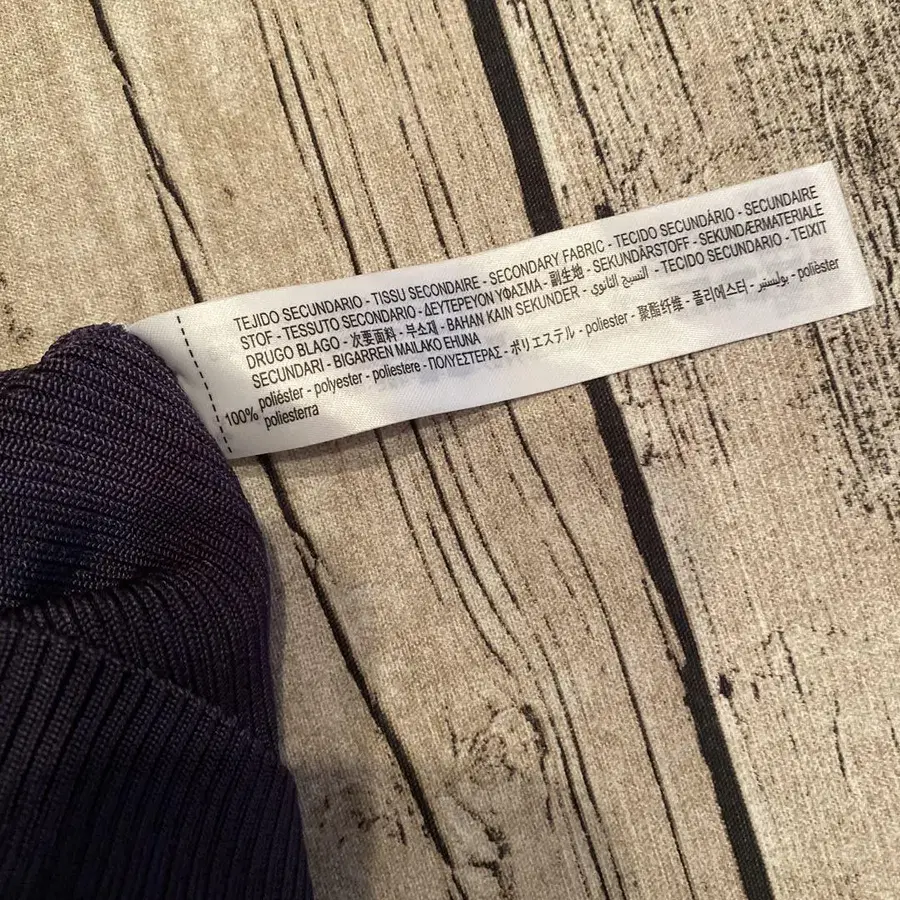 TEJIDO SECUNDARIO - TISSU SECONDAIRE - SECONDARY FABRIC - TECIDO SECUNDÁRIO - SECUNDAIRE
STOF - TESSUTO SECONDARIO - ΔΕΥΤΕΡΕΥΟΝ ΥΦΑΣΜΑ - 副生地 - SEKUNDÄRSTOFF - SEKUNDÆRMATERIALE
DRUGO BLAGO - 次要面料 - 부소재 - BAHAN KAIN SEKUNDER - النسيج الثانوي - TECIDO SECUNDARIO - TEIXIT
SECUNDARI - BIGARREN MAILAKO EHUNA
100% poliéster - polyester - poliestere - ΠΟΛΥΕΣΤΕΡΑΣ - ポリエステル - poliester - 聚酯纤维 - 폴리에스터 - بوليستير - polièster
poliesterra